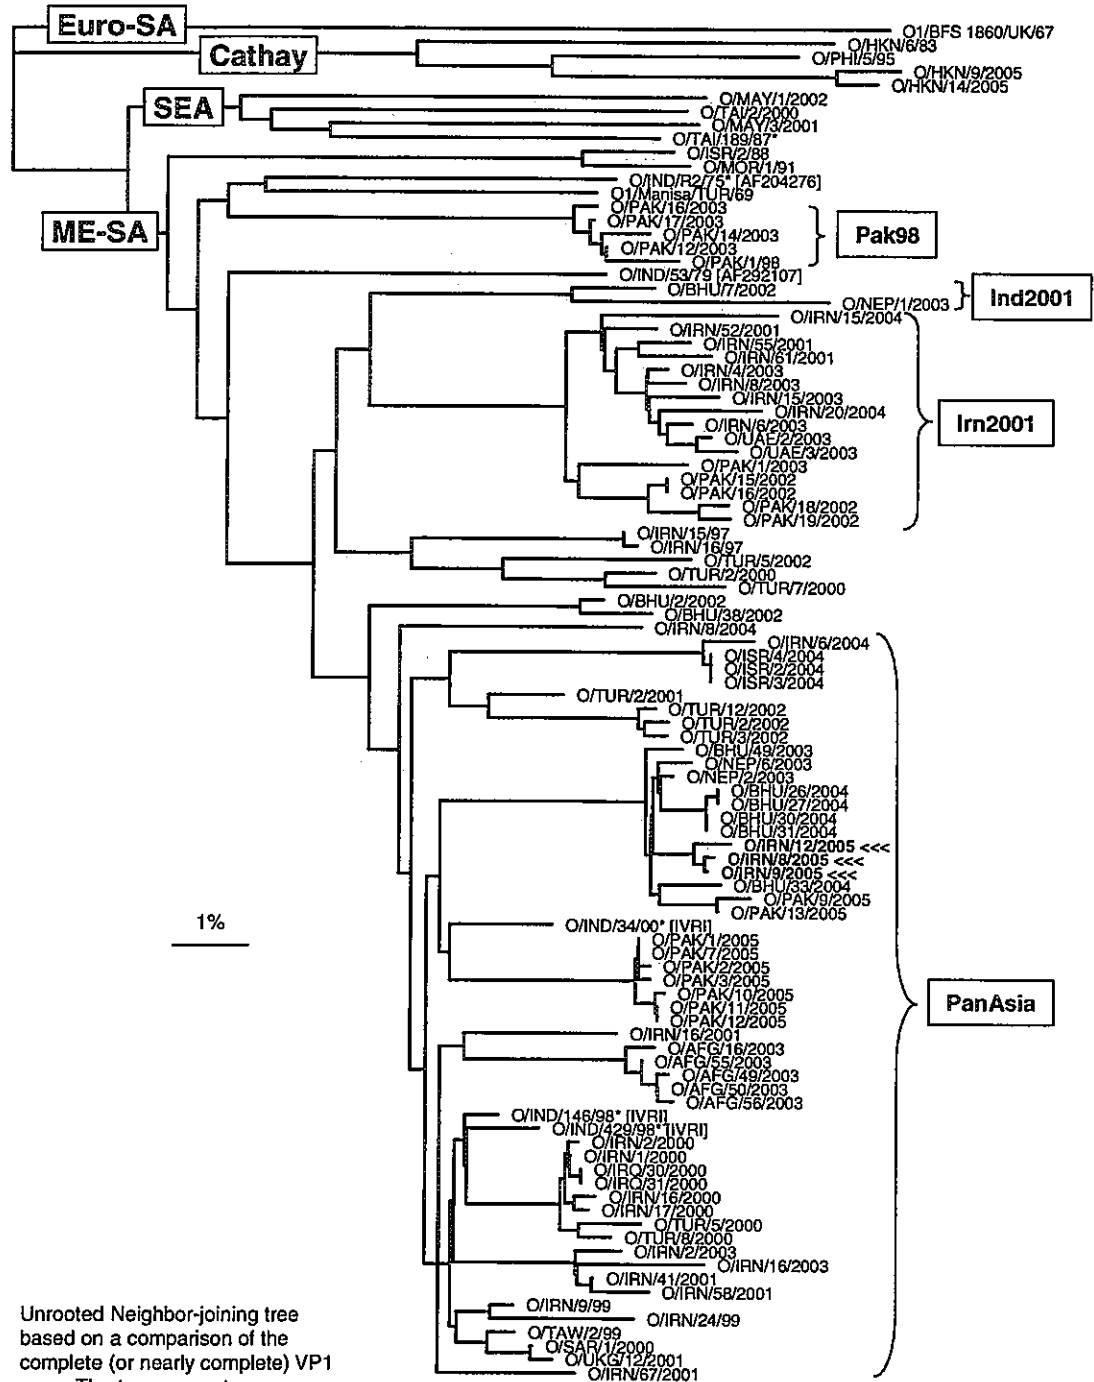 Euro-SA
O1/BFS 1860/UK/67
Cathay
O/HKN/6/83
O/PHI/5/95
O/HKN/9/2005
O/HKN/14/2005
SEA
O/MAY/1/2002
O/TAI/2/2000
O/MAY/3/2001
O/TAI/189/87*
O/ISR/2/88
O/MOR/1/91
O/IND/R2/75* [AF204276]
O1/Manisa/TUR/69
ME-SA
O/PAK/16/2003
O/PAK/17/2003
O/PAK/14/2003
O/PAK/12/2003
O/PAK/1/98
Pak98
O/IND/53/79 [AF292107]
O/BHU/7/2002
O/NEP/1/2003
Ind2001
O/IRN/15/2004
O/IRN/52/2001
O/IRN/55/2001
O/IRN/61/2001
O/IRN/4/2003
O/IRN/8/2003
O/IRN/15/2003
O/IRN/20/2004
O/IRN/6/2003
O/UAE/2/2003
O/UAE/3/2003
O/PAK/1/2003
O/PAK/15/2002
O/PAK/16/2002
O/PAK/18/2002
O/PAK/19/2002
Irn2001
O/IRN/15/97
O/IRN/16/97
O/TUR/5/2002
O/TUR/2/2000
O/TUR/7/2000
O/BHU/2/2002
O/BHU/38/2002
O/IRN/8/2004
O/IRN/6/2004
O/ISR/4/2004
O/ISR/2/2004
O/ISR/3/2004
O/TUR/2/2001
O/TUR/12/2002
O/TUR/2/2002
O/TUR/3/2002
O/BHU/49/2003
O/NEP/6/2003
O/NEP/2/2003
O/BHU/26/2004
O/BHU/27/2004
O/BHU/30/2004
O/BHU/31/2004
O/IRN/12/2005 <<<
O/IRN/8/2005 <<<
O/IRN/9/2005 <<<
O/BHU/33/2004
O/PAK/9/2005
O/PAK/13/2005
1%
O/IND/34/00* [IVRI]
O/PAK/1/2005
O/PAK/7/2005
O/PAK/2/2005
O/PAK/3/2005
O/PAK/10/2005
O/PAK/11/2005
O/PAK/12/2005
PanAsia
O/IRN/16/2001
O/AFG/16/2003
O/AFG/55/2003
O/AFG/49/2003
O/AFG/50/2003
O/AFG/56/2003
O/IND/146/98* [IVRI]
O/IND/429/98* [IVRI]
O/IRN/2/2000
O/IRN/1/2000
O/IRQ/30/2000
O/IRQ/31/2000
O/IRN/16/2000
O/IRN/17/2000
O/TUR/5/2000
O/TUR/8/2000
O/IRN/2/2003
O/IRN/16/2003
O/IRN/41/2001
O/IRN/58/2001
O/IRN/9/99
O/IRN/24/99
O/TAW/2/99
O/SAR/1/2000
O/UKG/12/2001
O/IRN/67/2001
Unrooted Neighbor-joining tree
based on a comparison of the
complete (or nearly complete) VP1